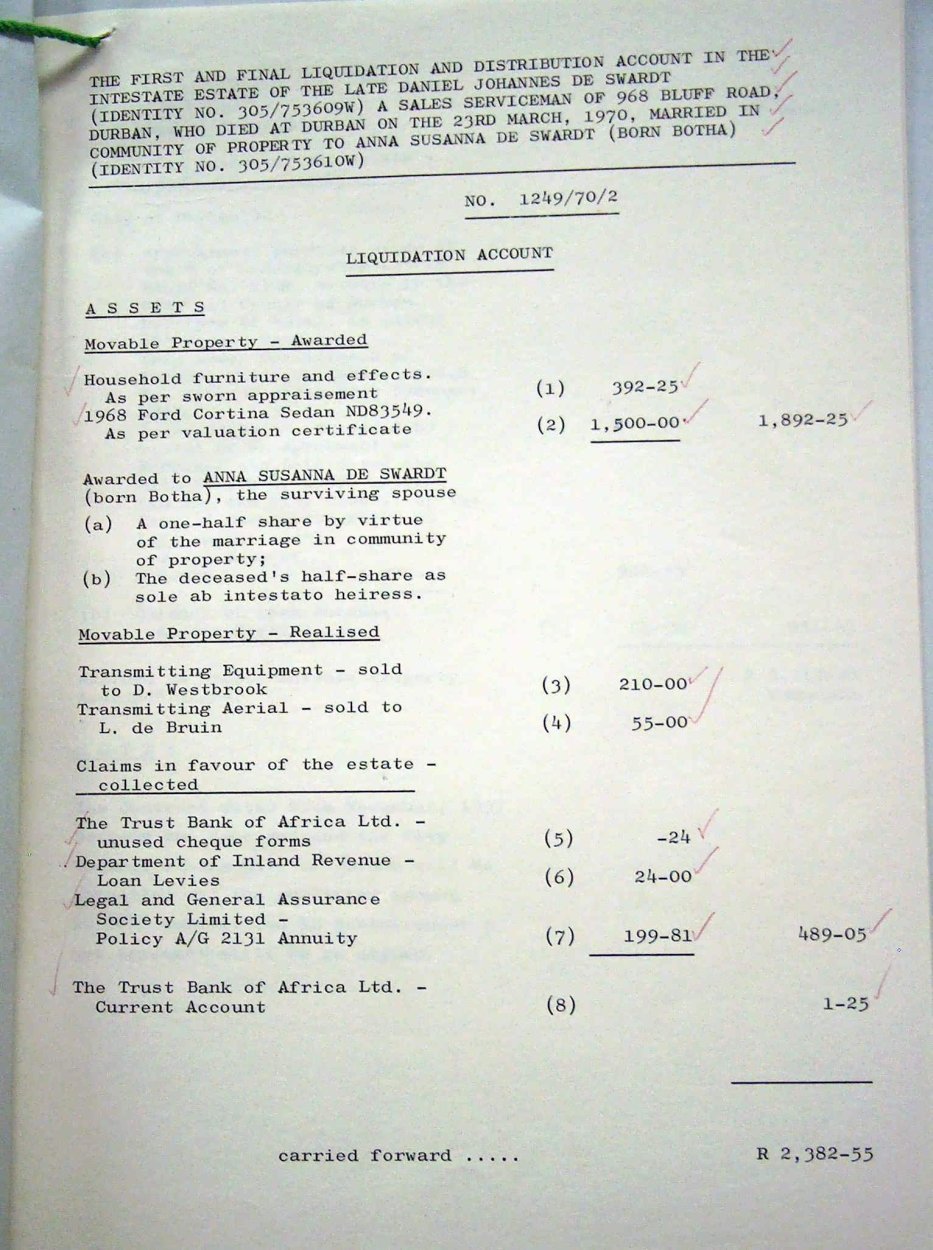 THE FIRST AND FINAL LIQUIDATION AND DISTRIBUTION ACCOUNT IN THE
INTESTATE ESTATE OF THE LATE DANIEL JOHANNES DE SWARDT
(IDENTITY NO. 305/753609W) A SALES SERVICEMAN OF 968 BLUFF ROAD,
DURBAN, WHO DIED AT DURBAN ON THE 23RD MARCH, 1970, MARRIED IN
COMMUNITY OF PROPERTY TO ANNA SUSANNA DE SWARDT (BORN BOTHA)
(IDENTITY NO. 305/753610W)
NO. 1249/70/2
LIQUIDATION ACCOUNT
A S S E T S
Movable Property - Awarded
Household furniture and effects.
As per sworn appraisement (1) 392-25
1968 Ford Cortina Sedan ND83549.
As per valuation certificate (2) 1,500-00 1,892-25
Awarded to ANNA SUSANNA DE SWARDT
(born Botha), the surviving spouse
(a) A one-half share by virtue
of the marriage in community
of property;
(b) The deceased's half-share as
sole ab intestato heiress.
Movable Property - Realised
Transmitting Equipment - sold
to D. Westbrook (3) 210-00
Transmitting Aerial - sold to
L. de Bruin (4) 55-00
Claims in favour of the estate -
collected
The Trust Bank of Africa Ltd. -
unused cheque forms (5) -24
Department of Inland Revenue -
Loan Levies (6) 24-00
Legal and General Assurance
Society Limited -
Policy A/G 2131 Annuity (7) 199-81 489-05
The Trust Bank of Africa Ltd. -
Current Account (8) 1-25
carried forward ..... R 2,382-55